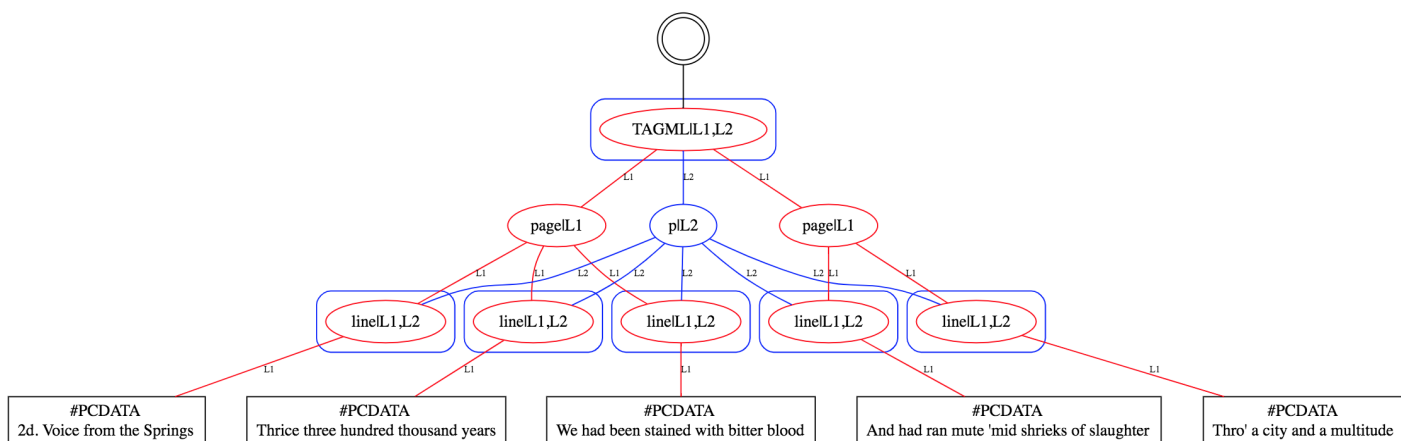 TAGML|L1,L2
L1
L2
L1
page|L1
p|L2
page|L1
L1
L1
L2
L1
L2
L2
L2
L1
L2
L1
line|L1,L2
line|L1,L2
line|L1,L2
line|L1,L2
line|L1,L2
L1
L1
L1
L1
L1
#PCDATA
2d. Voice from the Springs
#PCDATA
Thrice three hundred thousand years
#PCDATA
We had been stained with bitter blood
#PCDATA
And had ran mute 'mid shrieks of slaughter
#PCDATA
Thro' a city and a multitude